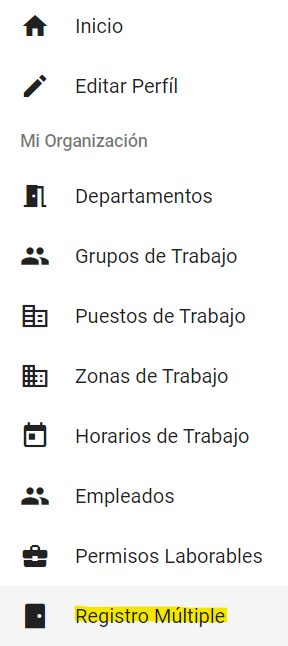 Inicio
Editar Perfíl
Mi Organización
Departamentos
Grupos de Trabajo
Puestos de Trabajo
Zonas de Trabajo
Horarios de Trabajo
Empleados
Permisos Laborables
Registro Múltiple